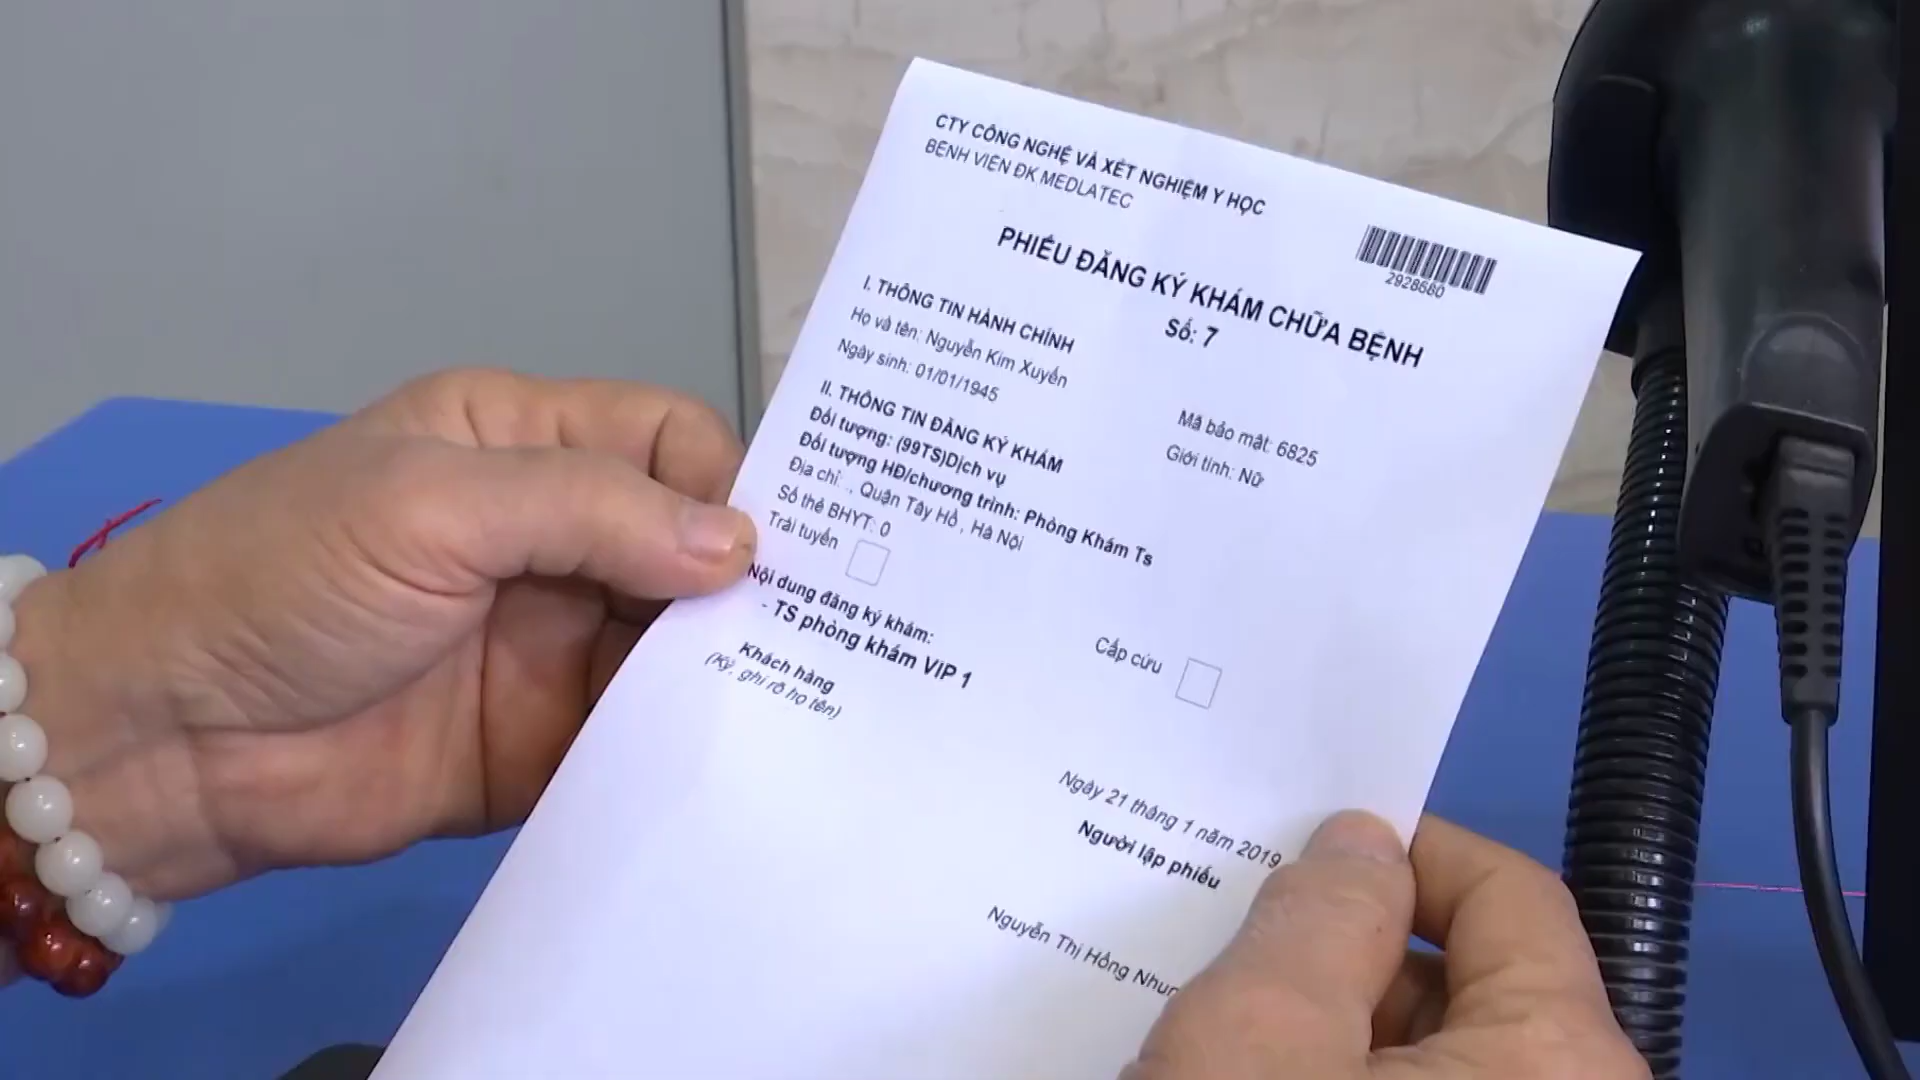 CTY CÔNG NGHỆ VÀ XÉT NGHIỆM Y HỌC
BỆNH VIỆN ĐK MEDLATEC
2928680
PHIẾU ĐĂNG KÝ KHÁM CHỮA BỆNH
Số: 7
I. THÔNG TIN HÀNH CHÍNH
Họ và tên: Nguyễn Kim Xuyến
Mã bảo mật: 6825
Ngày sinh: 01/01/1945
Giới tính: Nữ
II. THÔNG TIN ĐĂNG KÝ KHÁM
Đối tượng: (99TS)Dịch vụ
Đối tượng HĐ/chương trình: Phòng Khám Ts
Địa chỉ: ., Quận Tây Hồ, Hà Nội
Số thẻ BHYT: 0
Trái tuyến
Cấp cứu
Nội dung đăng ký khám:
- TS phòng khám VIP 1
Khách hàng
(Ký, ghi rõ họ tên)
Ngày 21 tháng 1 năm 2019
Người lập phiếu
Nguyễn Thị Hồng Nhun